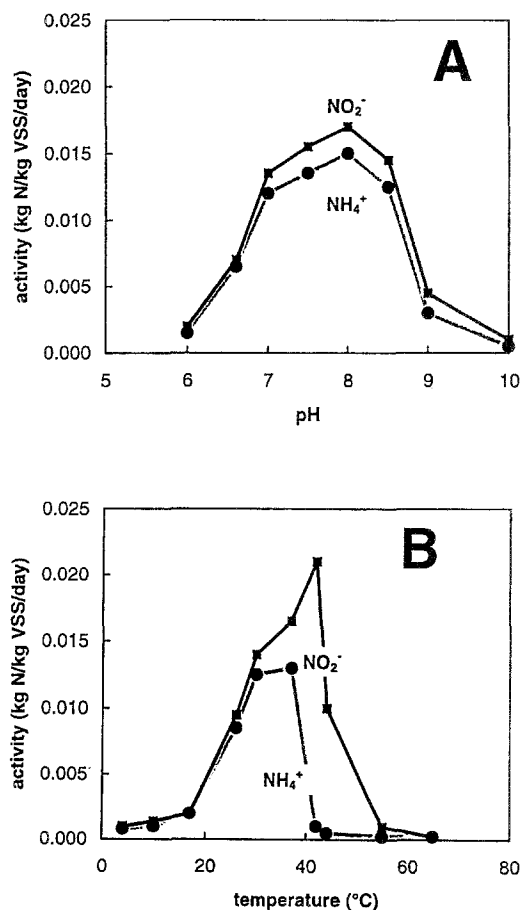 A
0.025
0.020
0.015
0.010
0.005
0.000
activity (kg N/kg VSS/day)
NO₂⁻
NH₄⁺
5 6 7 8 9 10
pH
B
0.025
0.020
0.015
0.010
0.005
0.000
activity (kg N/kg VSS/day)
NO₂⁻
NH₄⁺
0 20 40 60 80
temperature (°C)